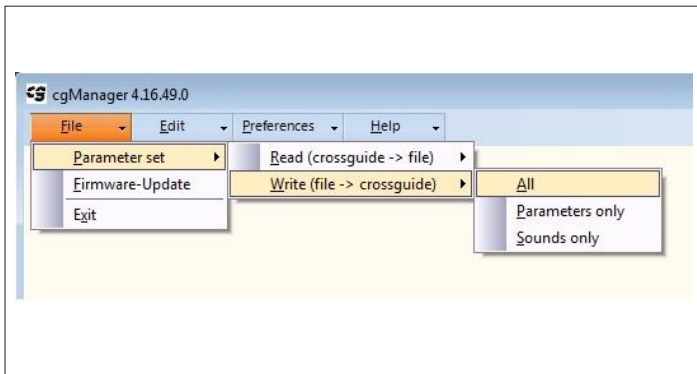 cg cgManager 4.16.49.0
File Edit Preferences Help
Parameter set Read (crossguide -> file)
Firmware-Update Write (file -> crossguide) All
Exit Parameters only
Sounds only